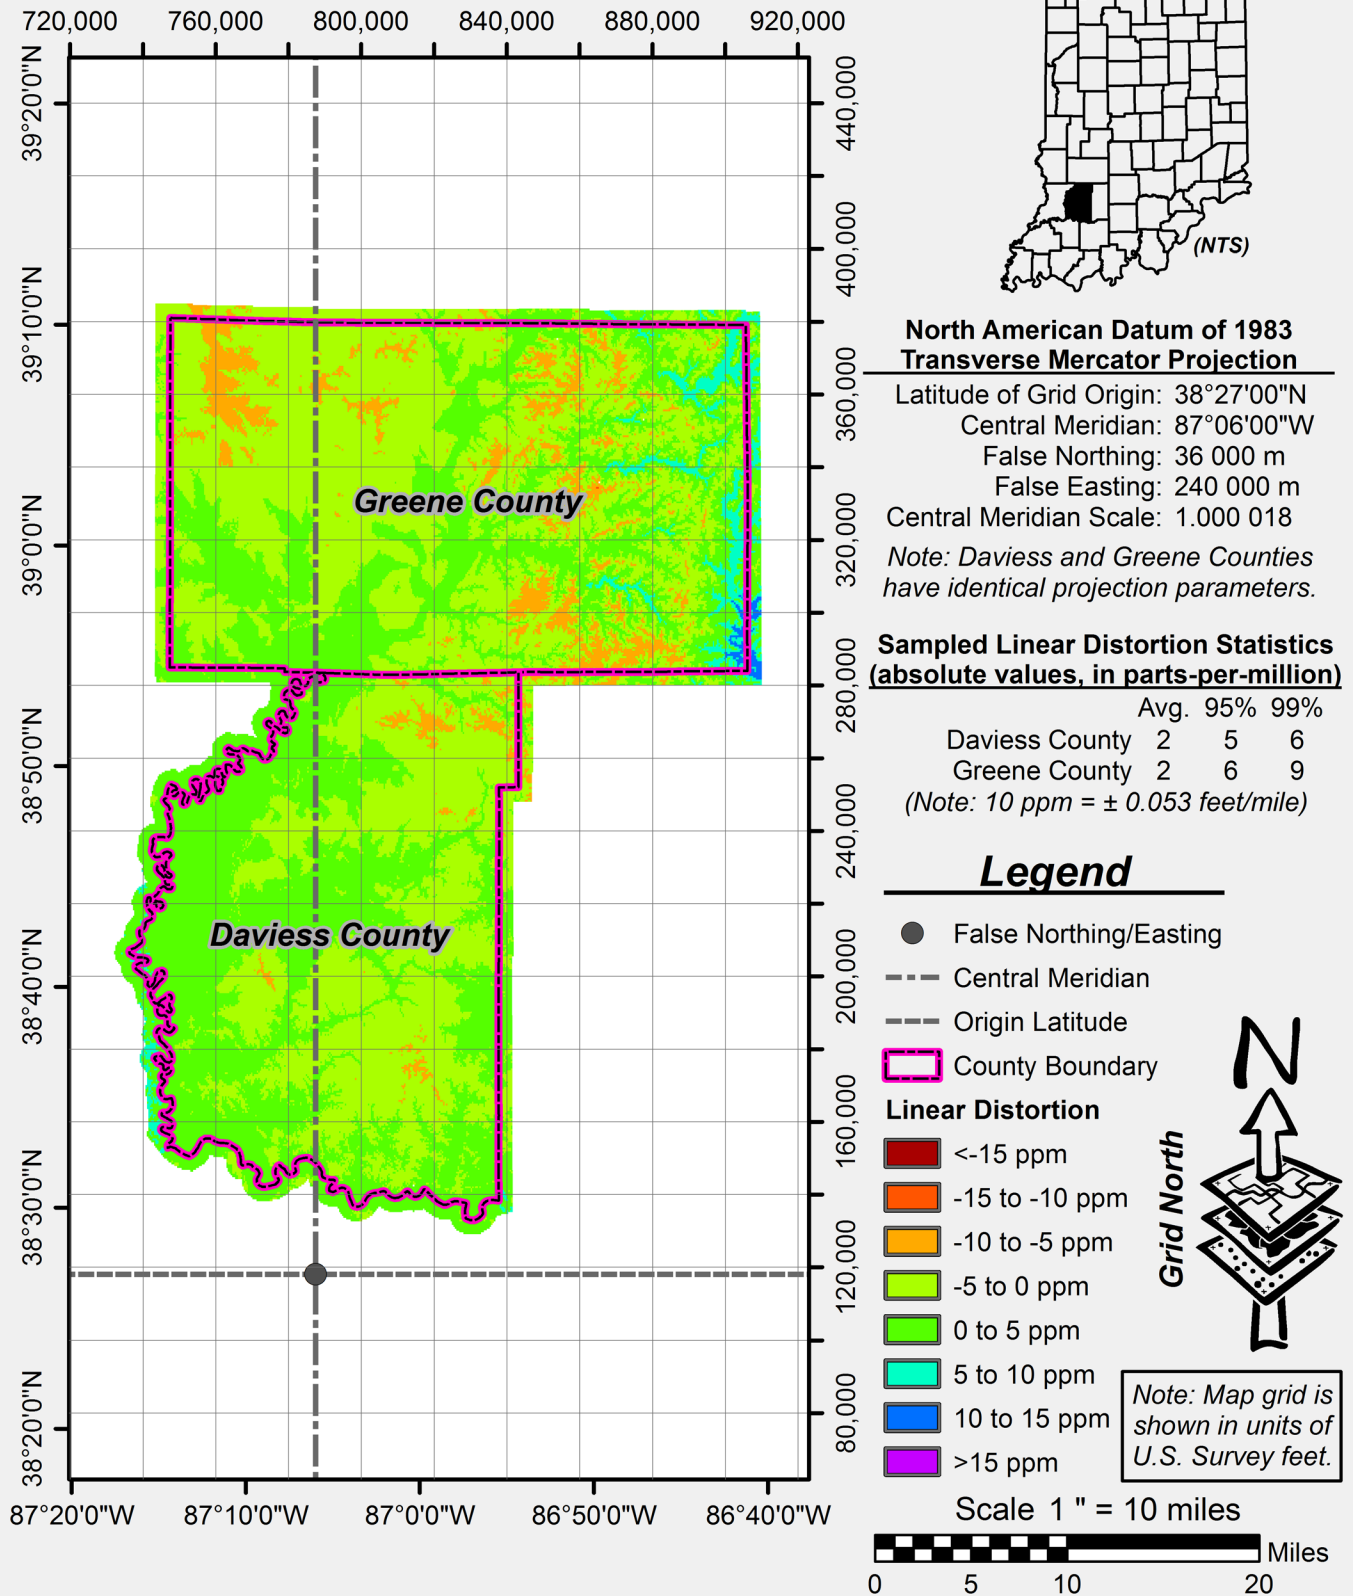 720,000 760,000 800,000 840,000 880,000 920,000
39°20'0"N
39°10'0"N
39°0'0"N
38°50'0"N
38°40'0"N
38°30'0"N
38°20'0"N
Greene County
Daviess County
440,000
400,000
360,000
320,000
280,000
240,000
200,000
160,000
120,000
80,000
87°20'0"W 87°10'0"W 87°0'0"W 86°50'0"W 86°40'0"W
(NTS)
North American Datum of 1983
Transverse Mercator Projection
Latitude of Grid Origin: 38°27'00"N
Central Meridian: 87°06'00"W
False Northing: 36 000 m
False Easting: 240 000 m
Central Meridian Scale: 1.000 018
Note: Daviess and Greene Counties
have identical projection parameters.
Sampled Linear Distortion Statistics
(absolute values, in parts-per-million)
Avg. 95% 99%
Daviess County 2 5 6
Greene County 2 6 9
(Note: 10 ppm = ± 0.053 feet/mile)
Legend
False Northing/Easting
Central Meridian
Origin Latitude
County Boundary
Linear Distortion
<-15 ppm
-15 to -10 ppm
-10 to -5 ppm
-5 to 0 ppm
0 to 5 ppm
5 to 10 ppm
10 to 15 ppm
>15 ppm
N
Grid North
Note: Map grid is
shown in units of
U.S. Survey feet.
Scale 1 " = 10 miles
Miles
0 5 10 20